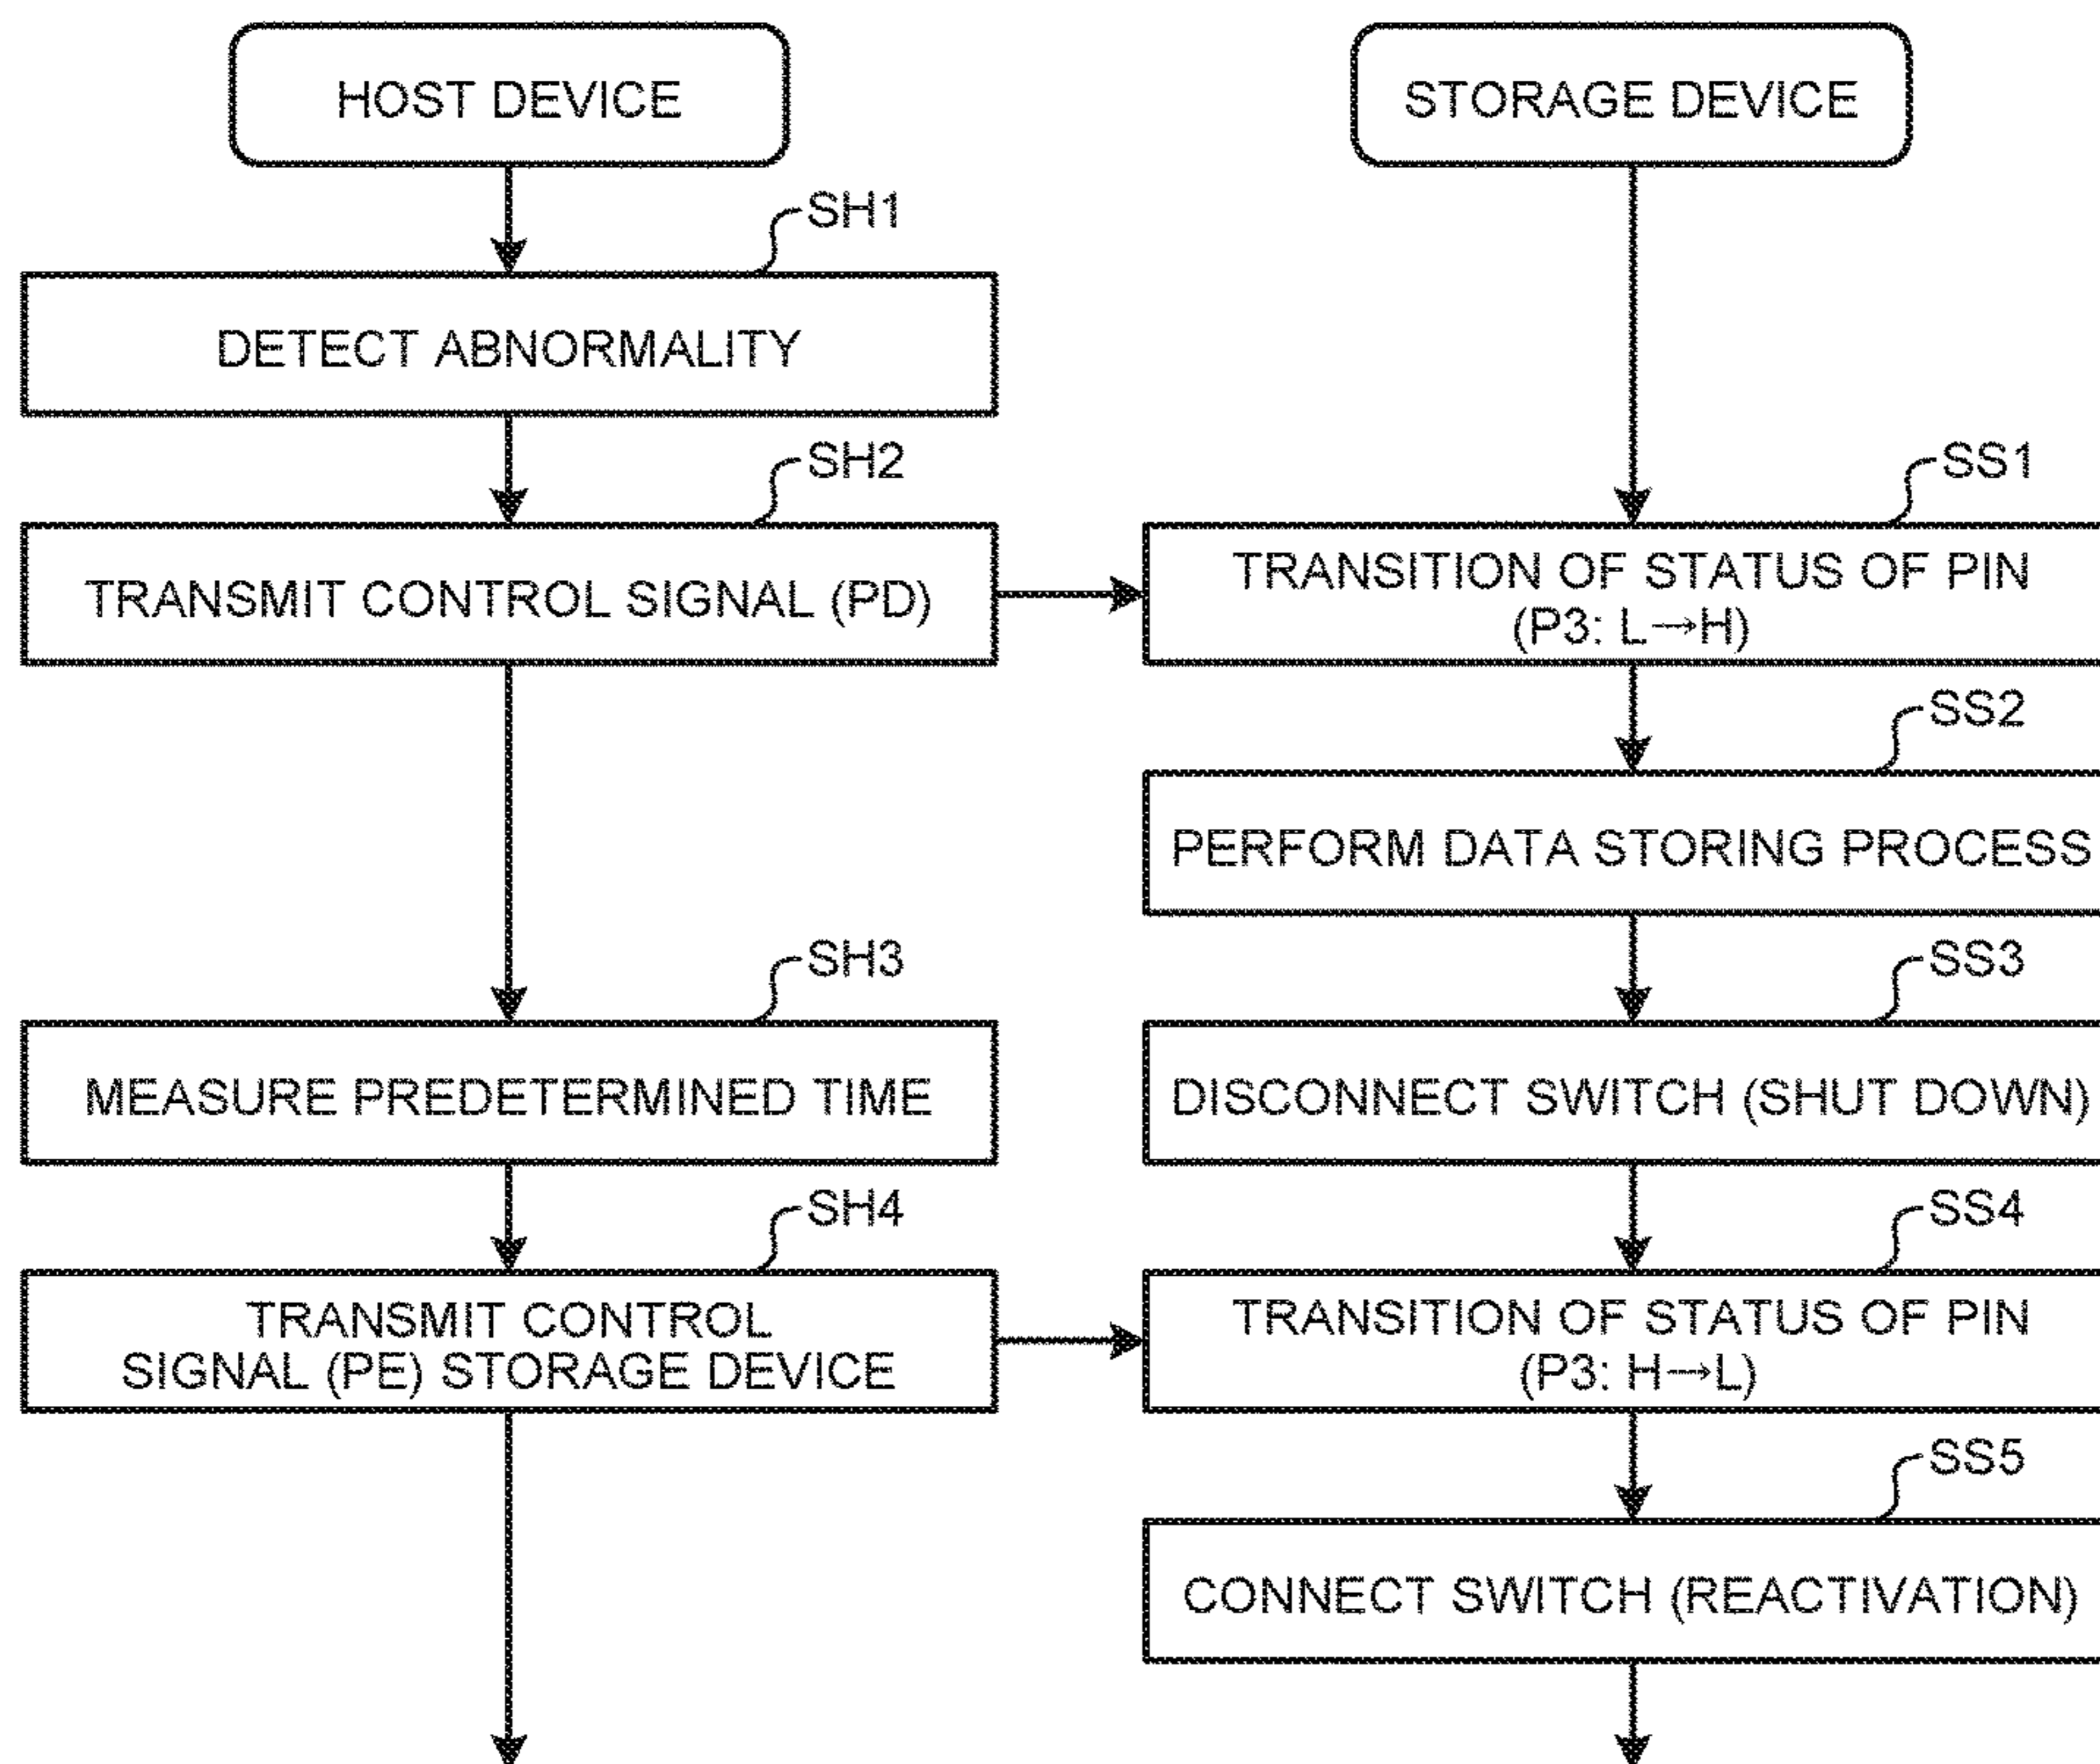 HOST DEVICE
STORAGE DEVICE
SH1
DETECT ABNORMALITY
SH2
SS1
TRANSMIT CONTROL SIGNAL (PD)
TRANSITION OF STATUS OF PIN
(P3: L→H)
SS2
PERFORM DATA STORING PROCESS
SH3
SS3
MEASURE PREDETERMINED TIME
DISCONNECT SWITCH (SHUT DOWN)
SH4
SS4
TRANSMIT CONTROL
SIGNAL (PE) STORAGE DEVICE
TRANSITION OF STATUS OF PIN
(P3: H→L)
SS5
CONNECT SWITCH (REACTIVATION)